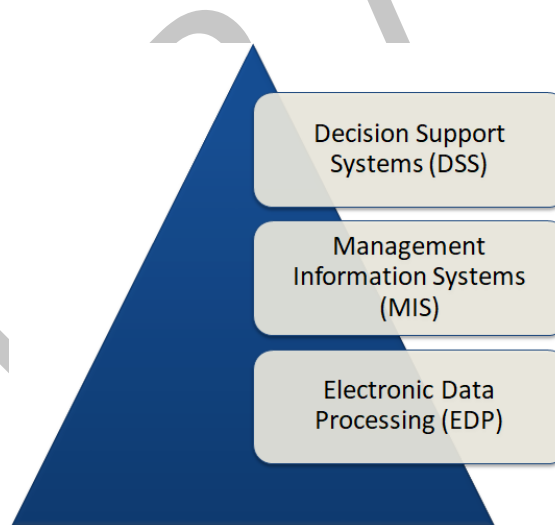 Decision Support
Systems (DSS)
Management
Information Systems
(MIS)
Electronic Data
Processing (EDP)